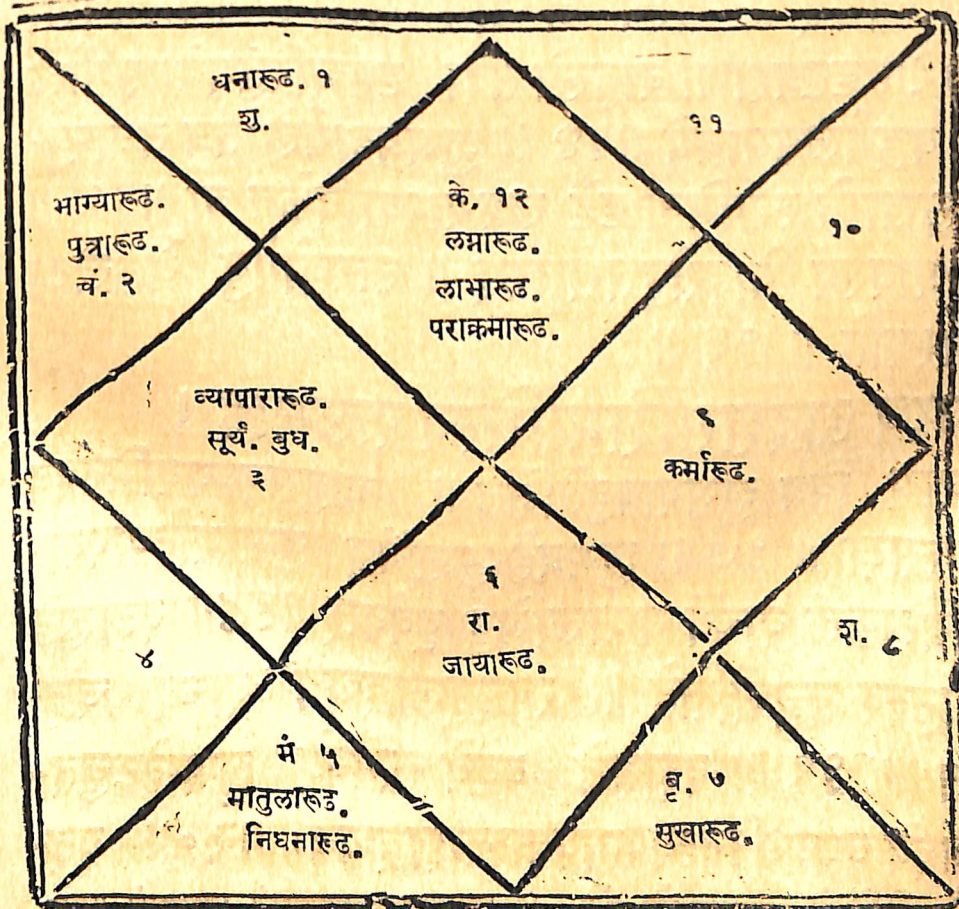 धनारूढ. १
शु.
११
भाग्यारूढ.
पुत्रारूढ.
चं. २
के. १२
लग्नारूढ.
लाभारूढ.
पराक्रमारूढ.
१०
व्यापारारूढ.
सूर्य. बुध.
३
९
कर्मारूढ.
४
६
रा.
जायारूढ.
श. ८
मं ५
मातुलारूढ.
निधनारूढ.
बृ. ७
सुखारूढ.